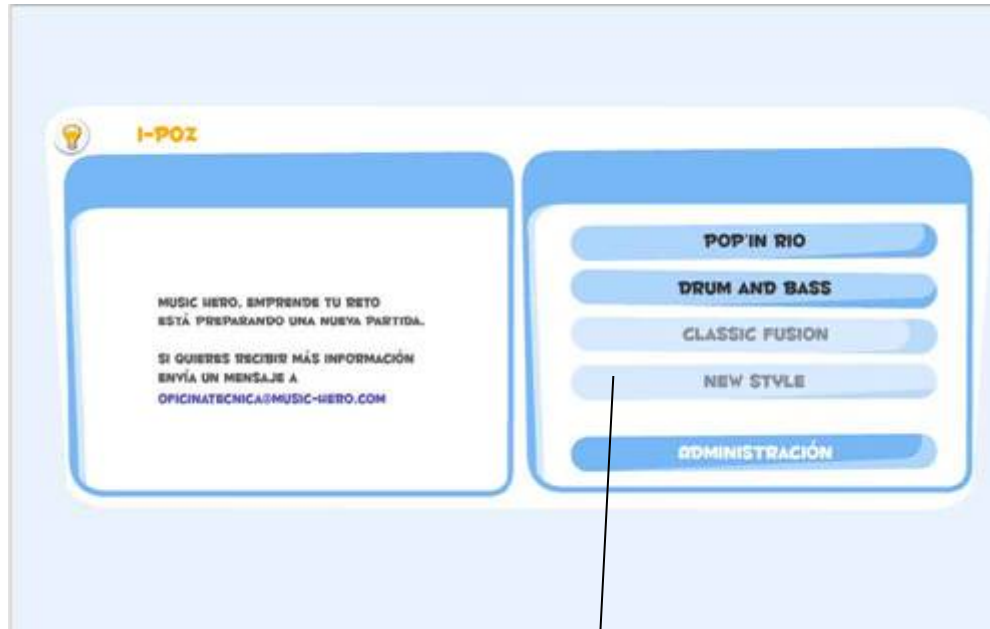 I-POZ
MUSIC HERO, EMPRENDE TU RETO
ESTÁ PREPARANDO UNA NUEVA PARTIDA.
SI QUIERES RECIBIR MÁS INFORMACIÓN
ENVÍA UN MENSAJE A
OFICINATECNICA@MUSIC-HERO.COM
POP'IN RIO
DRUM AND BASS
CLASSIC FUSION
NEW STYLE
ADMINISTRACIÓN